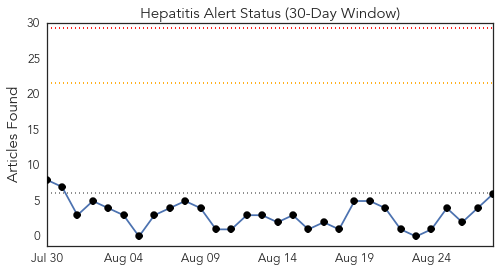 Hepatitis Alert Status (30-Day Window)
Articles Found
30
25
20
15
10
5
0
Jul 30 Aug 04 Aug 09 Aug 14 Aug 19 Aug 24